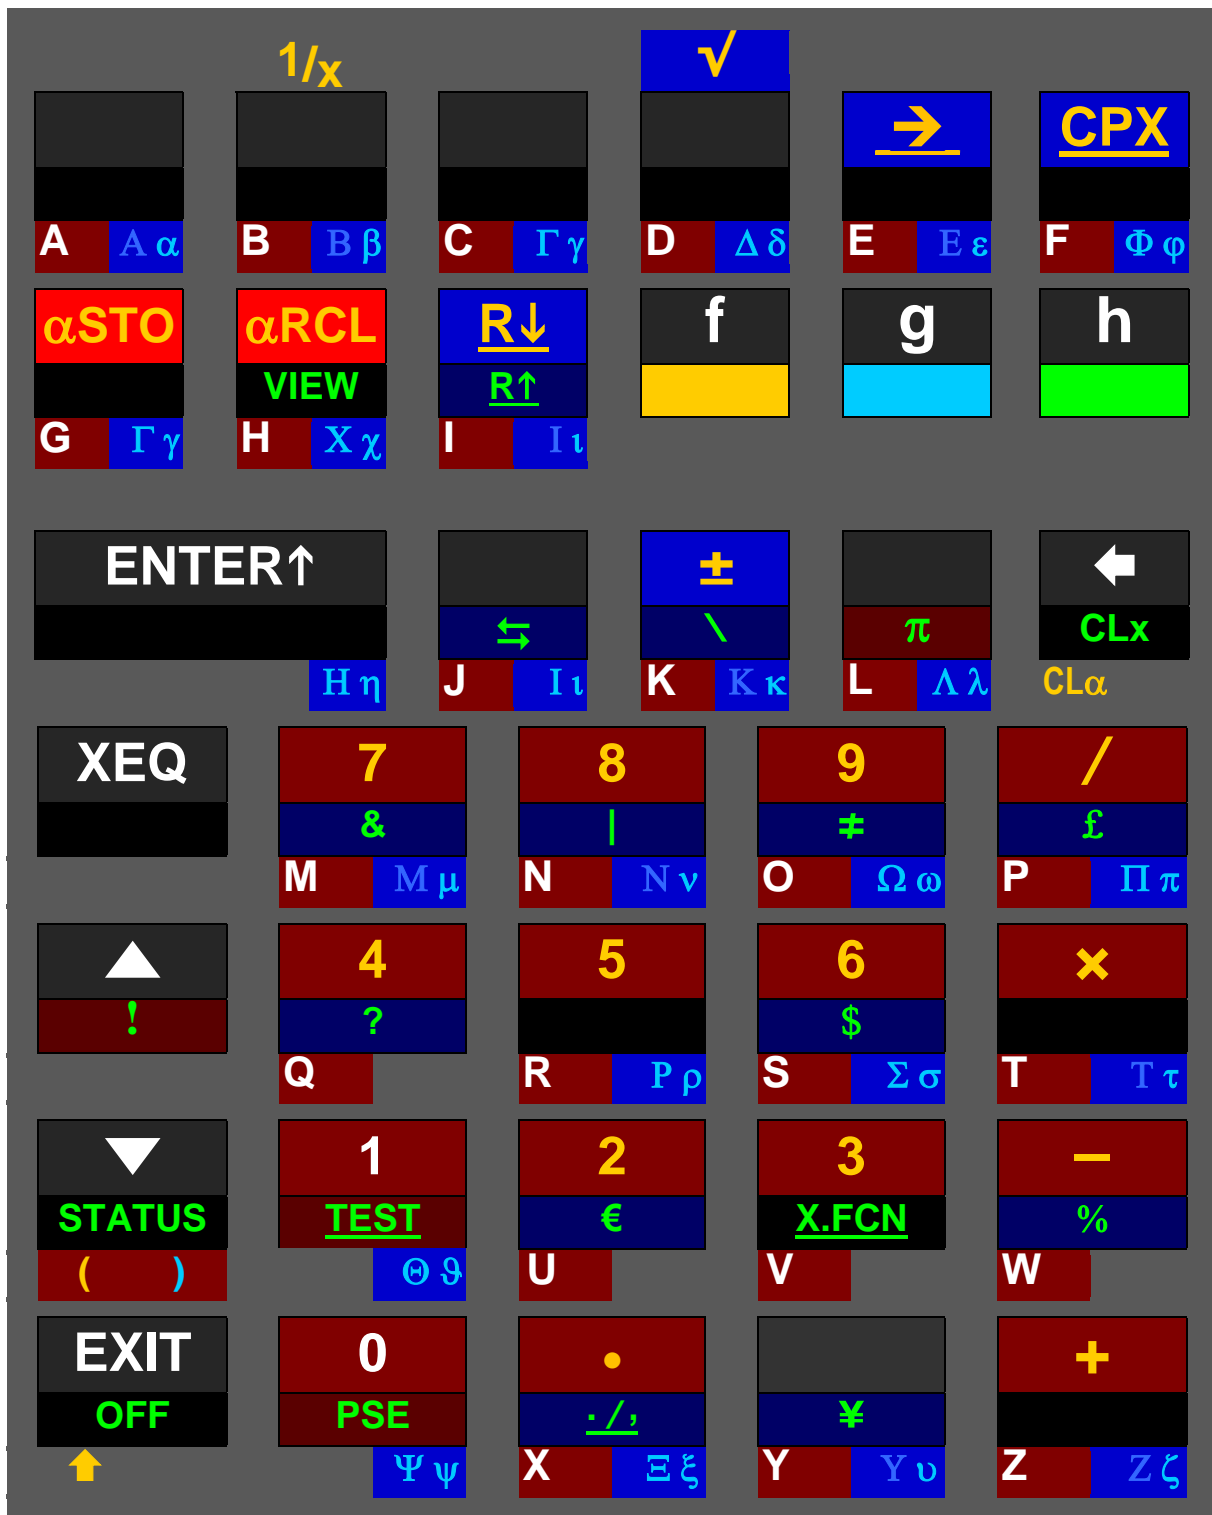 1/x √
→ CPX
A Α α B Β β C Γ γ D Δ δ E Ε ε F Φ φ
αSTO αRCL R↓ f g h
VIEW R↑
G Γ γ H Χ χ I Ι ι
ENTER↑ ± 🡄
⇆ \ π CLx
Η η J Ι ι K Κ κ L Λ λ CLα
XEQ 7 8 9 /
& | ≠ £
M Μ μ N Ν ν O Ω ω P Π π
▲ 4 5 6 ×
! ? $
Q R Ρ ρ S Σ σ T Τ τ
▼ 1 2 3 −
STATUS TEST € X.FCN %
( ) Θ ϑ U V W
EXIT 0 . +
OFF PSE ./, ¥
⬆ Ψ ψ X Ξ ξ Y Υ υ Z Ζ ζ